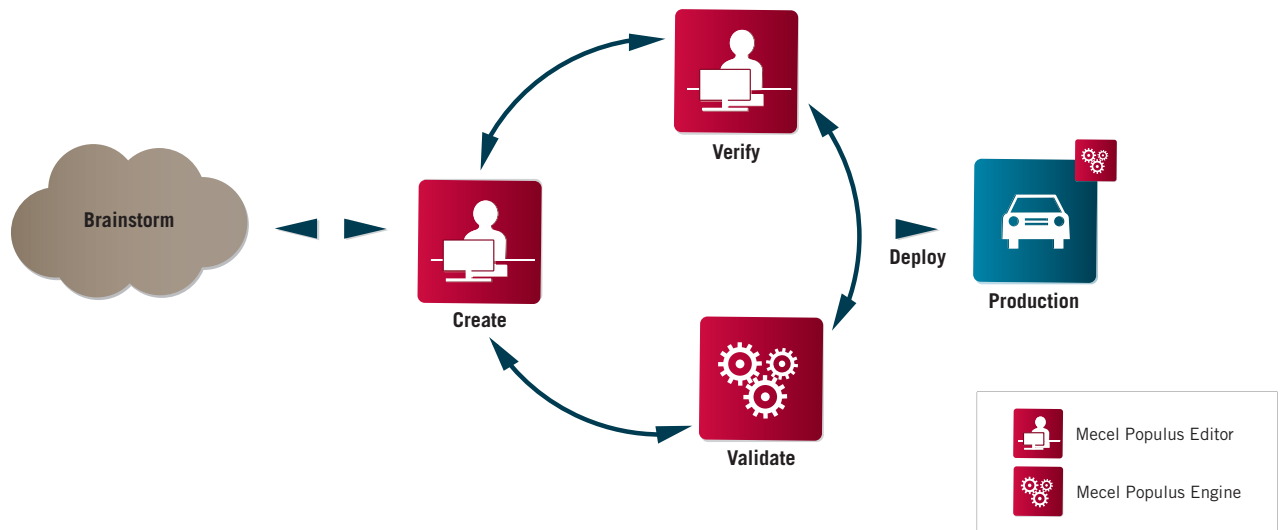 Verify
Brainstorm
Create
Deploy
Production
Validate
Mecel Populus Editor
Mecel Populus Engine